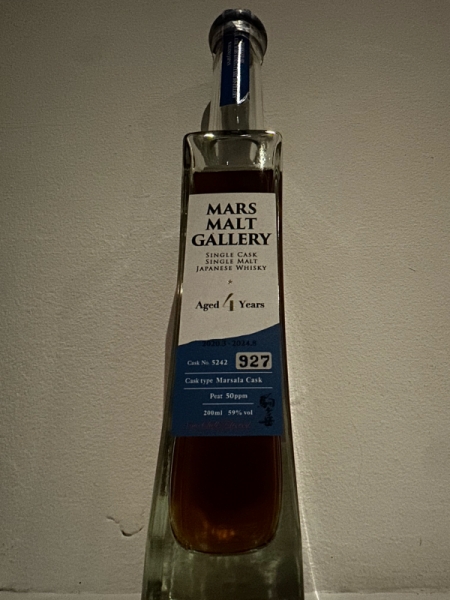 MARS
MALT
GALLERY
SINGLE CASK
SINGLE MALT
JAPANESE WHISKY
Aged 4 Years
Cask No. 5242 927
Cask type Marsala Cask
Peat 50ppm
200ml 59% vol